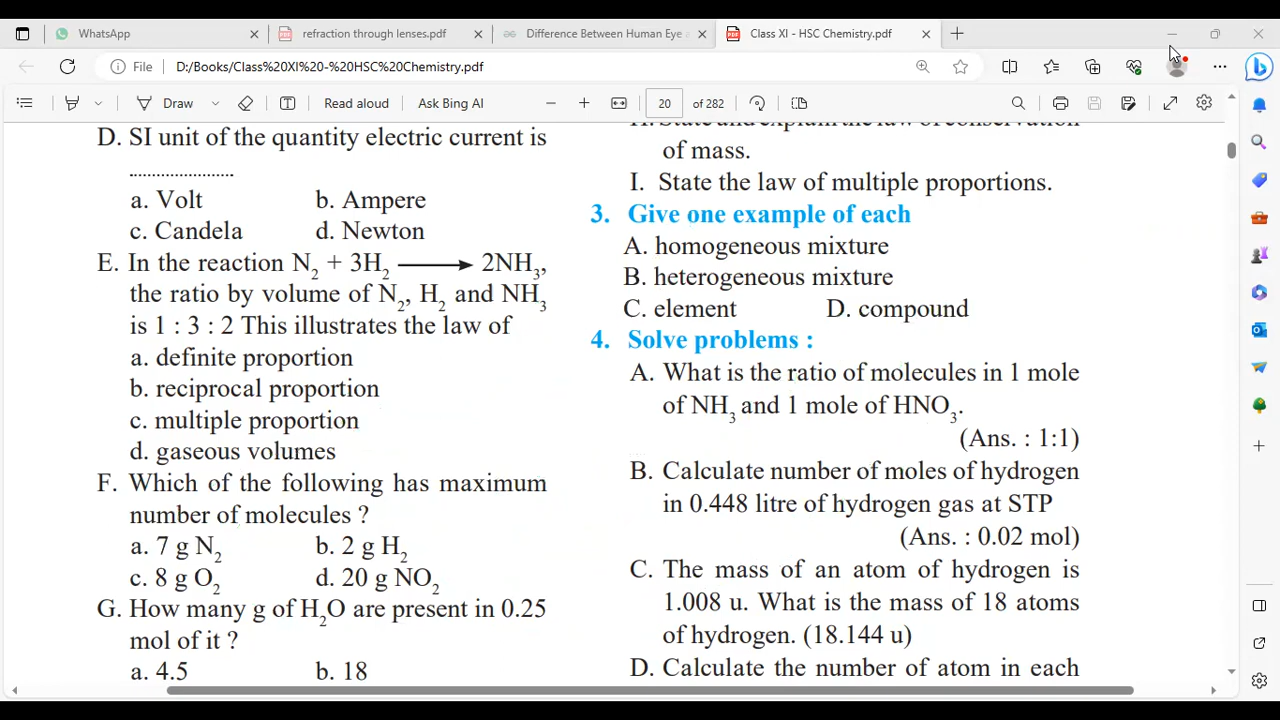 WhatsApp
refraction through lenses.pdf
Difference Between Human Eye a
Class XI - HSC Chemistry.pdf
File
D:/Books/Class%20XI%20-%20HSC%20Chemistry.pdf
Draw
Read aloud
Ask Bing AI
20 of 282
D. SI unit of the quantity electric current is
........................
a. Volt b. Ampere
c. Candela d. Newton
E. In the reaction N₂ + 3H₂ ⟶ 2NH₃,
the ratio by volume of N₂, H₂ and NH₃
is 1 : 3 : 2 This illustrates the law of
a. definite proportion
b. reciprocal proportion
c. multiple proportion
d. gaseous volumes
F. Which of the following has maximum
number of molecules ?
a. 7 g N₂ b. 2 g H₂
c. 8 g O₂ d. 20 g NO₂
G. How many g of H₂O are present in 0.25
mol of it ?
a. 4.5 b. 18
H. State and explain the law of conservation
of mass.
I. State the law of multiple proportions.
3. Give one example of each
A. homogeneous mixture
B. heterogeneous mixture
C. element D. compound
4. Solve problems :
A. What is the ratio of molecules in 1 mole
of NH₃ and 1 mole of HNO₃.
(Ans. : 1:1)
B. Calculate number of moles of hydrogen
in 0.448 litre of hydrogen gas at STP
(Ans. : 0.02 mol)
C. The mass of an atom of hydrogen is
1.008 u. What is the mass of 18 atoms
of hydrogen. (18.144 u)
D. Calculate the number of atom in each